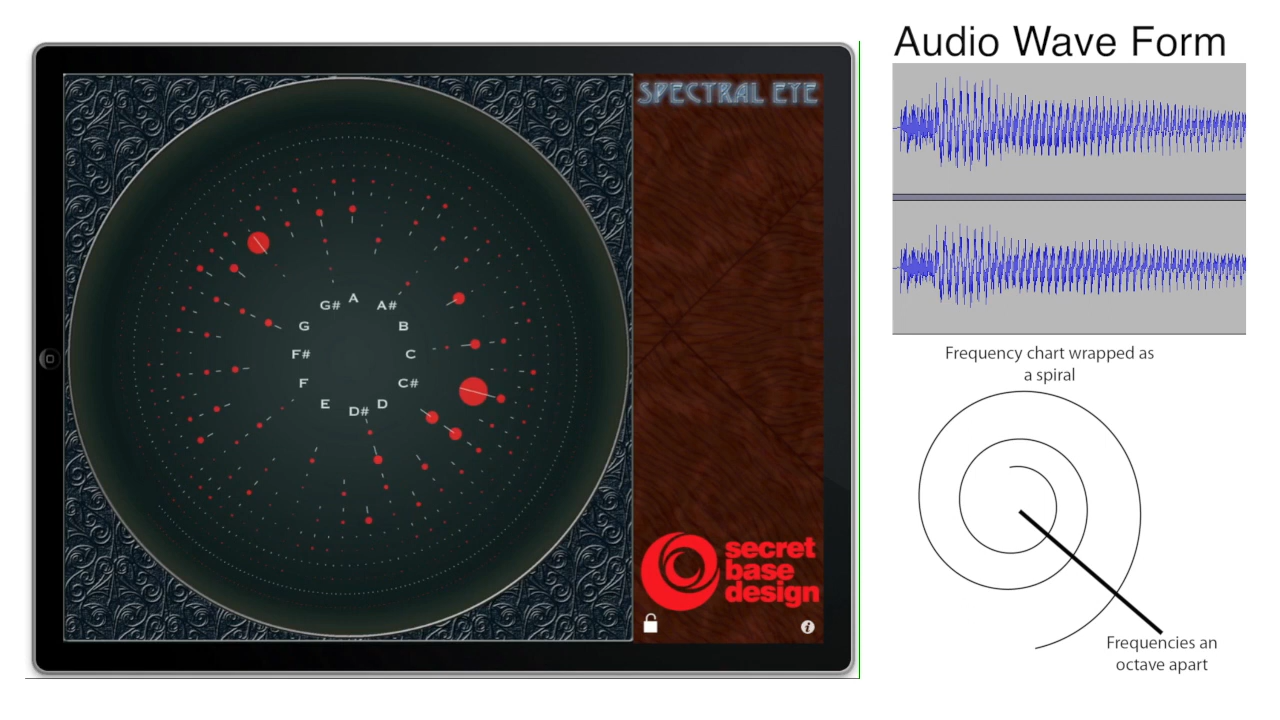 SPECTRAL EYE
A
A#
B
C
C#
D
D#
E
F
F#
G
G#
secret
base
design
i
Audio Wave Form
Frequency chart wrapped as
a spiral
Frequencies an
octave apart